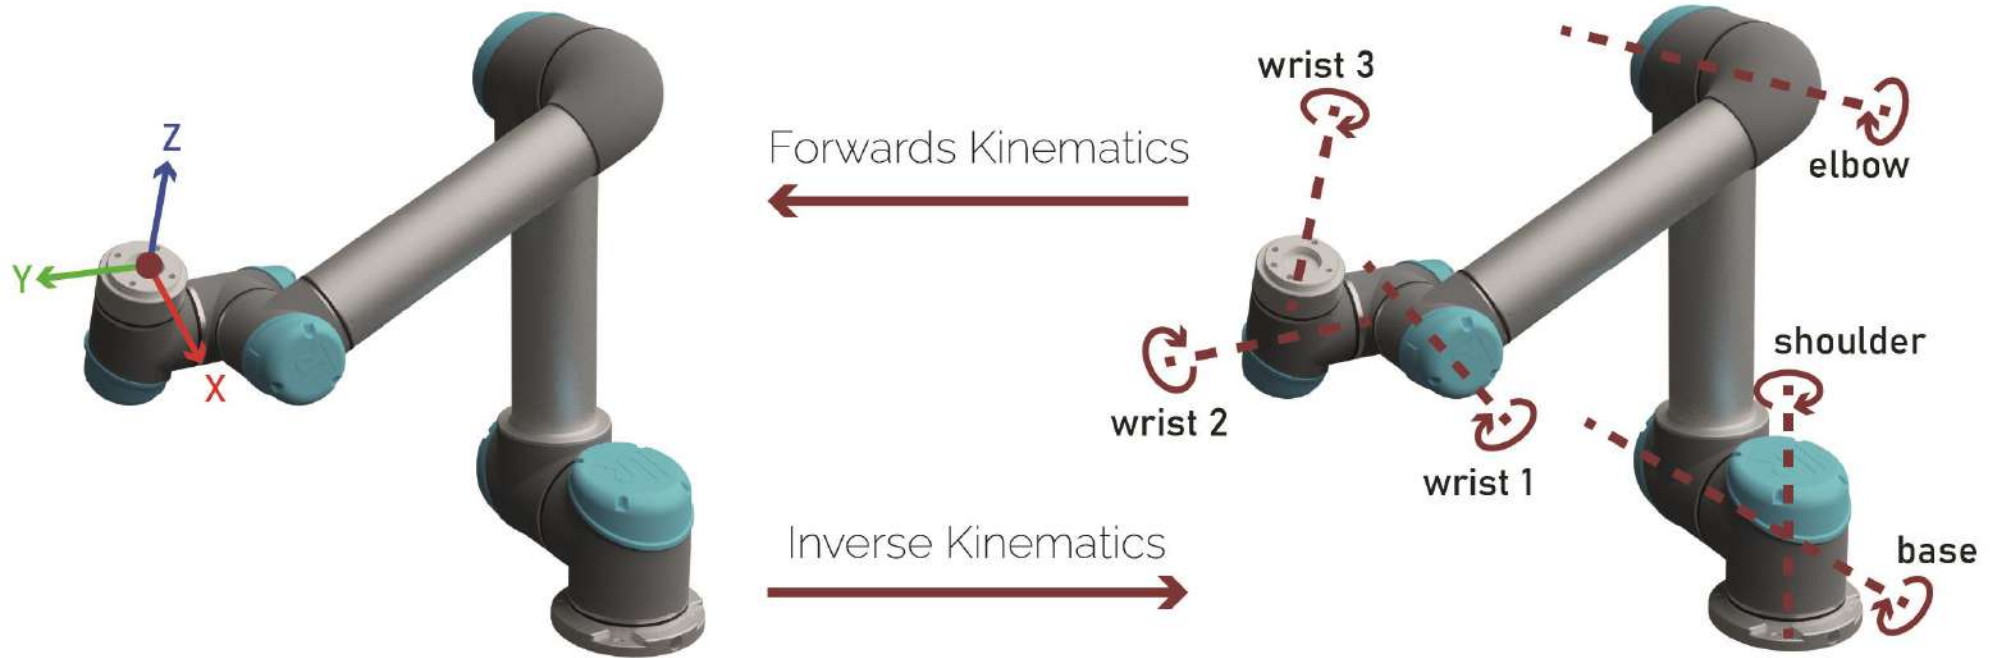 Z
Y
X
Forwards Kinematics
Inverse Kinematics
wrist 3
elbow
wrist 2
wrist 1
shoulder
base